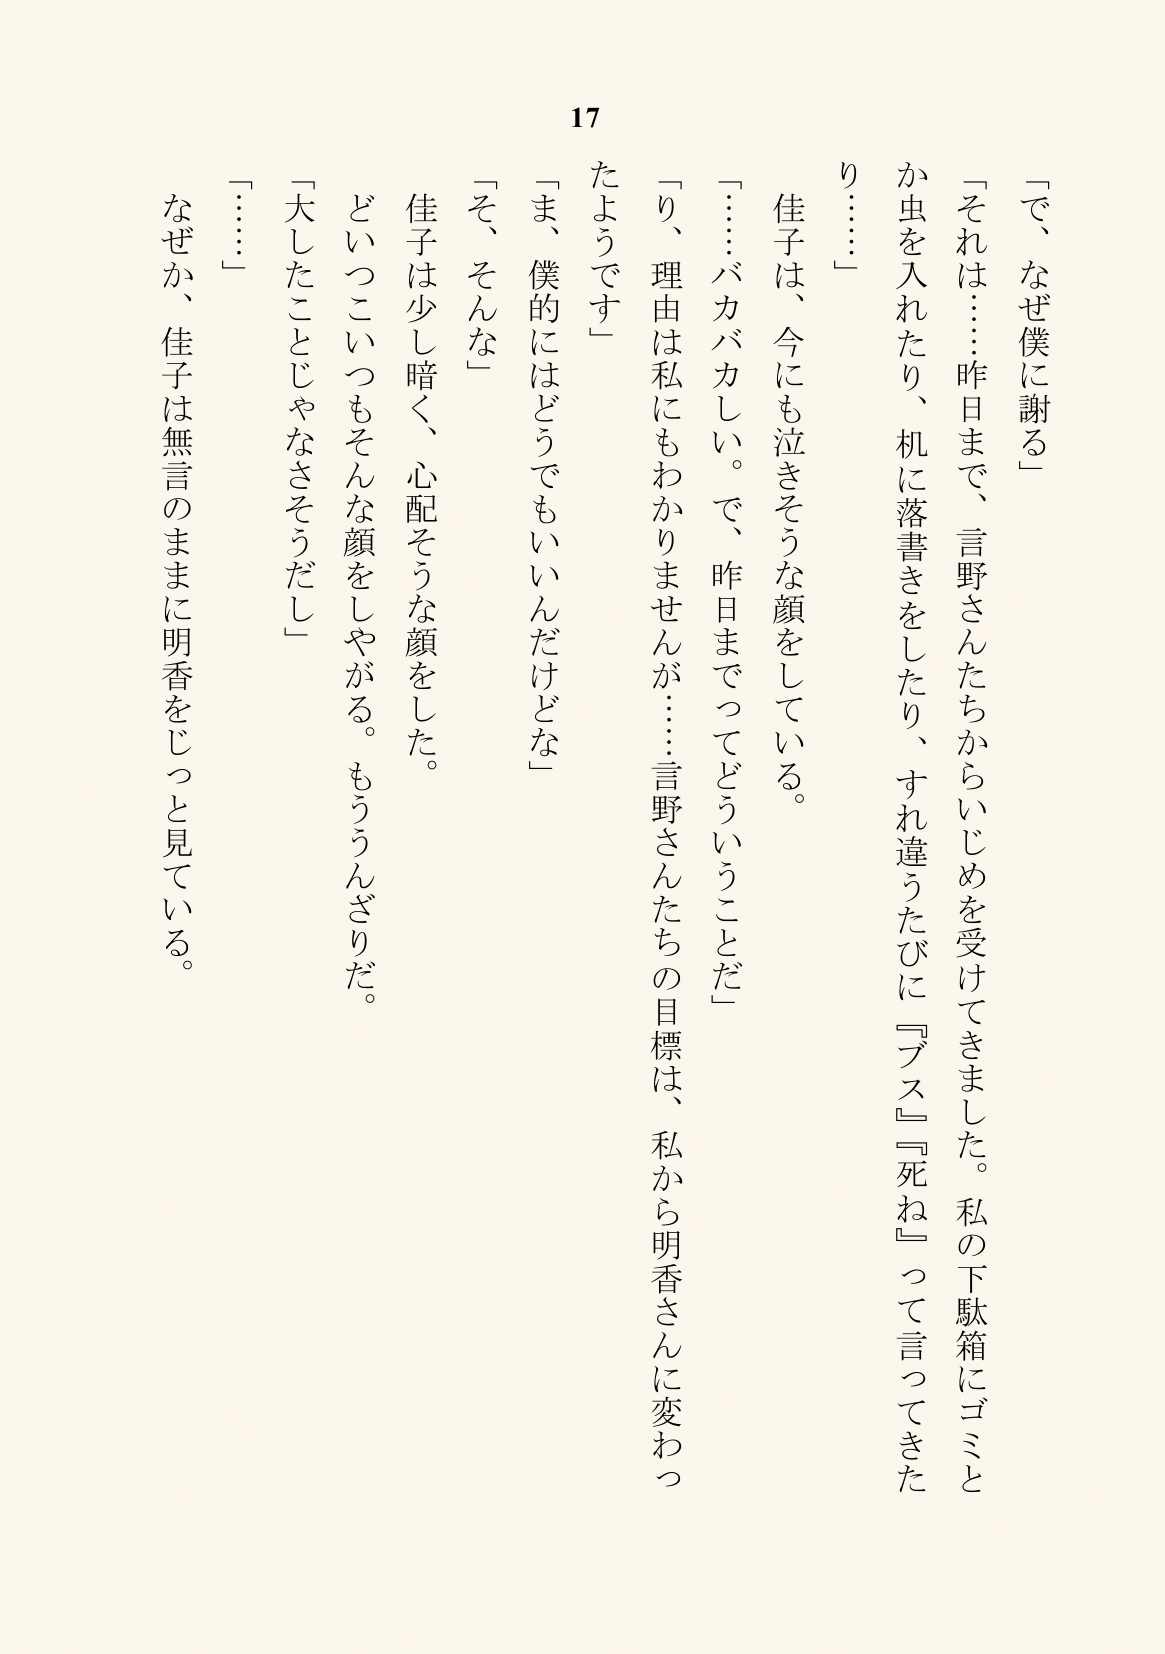 17
「で、なぜ僕に謝る」
「それは……昨日まで、言野さんたちからいじめを受けてきました。私の下駄箱にゴミと
か虫を入れたり、机に落書きをしたり、すれ違うたびに『ブス』『死ね』って言ってきた
り……」
　佳子は、今にも泣きそうな顔をしている。
「……バカバカしい。で、昨日までってどういうことだ」
「り、理由は私にもわかりませんが……言野さんたちの目標は、私から明香さんに変わっ
たようです」
「ま、僕的にはどうでもいいんだけどな」
「そ、そんな」
　佳子は少し暗く、心配そうな顔をした。
　どいつこいつもそんな顔をしやがる。もううんざりだ。
「大したことじゃなさそうだし」
「……」
　なぜか、佳子は無言のままに明香をじっと見ている。